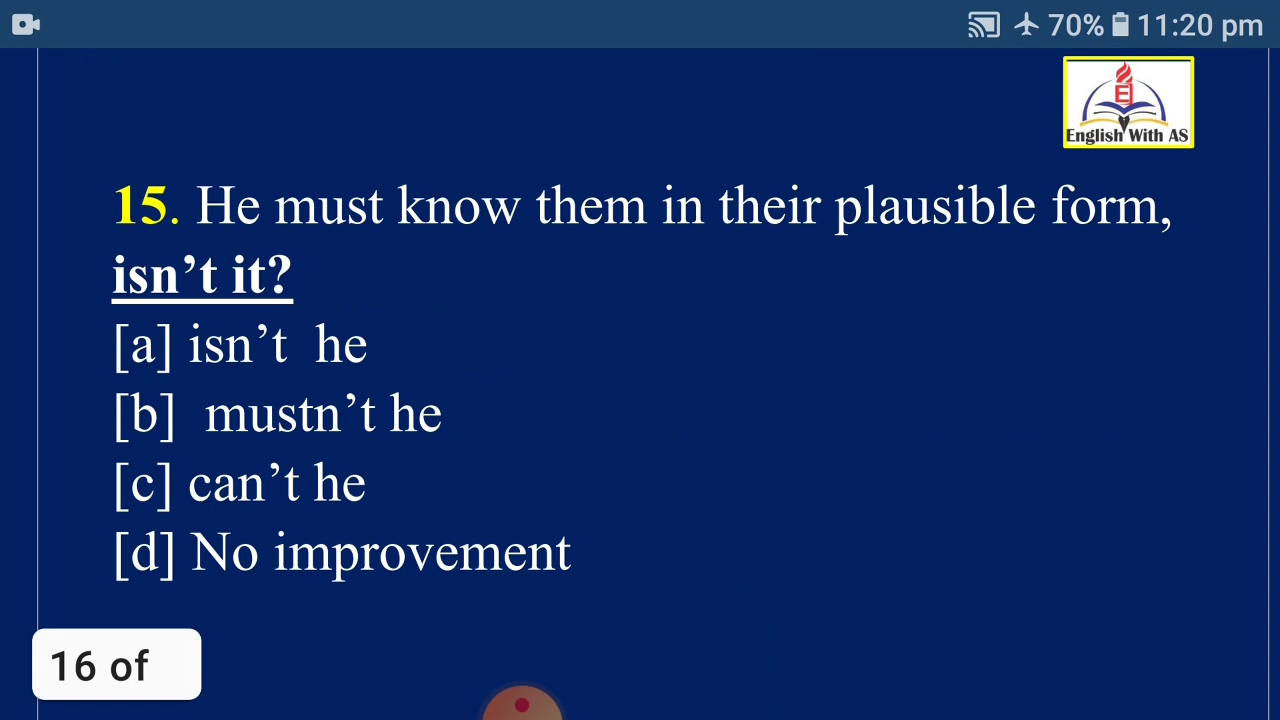 70% 11:20 pm
E
English With AS
15. He must know them in their plausible form,
isn’t it?
[a] isn’t he
[b] mustn’t he
[c] can’t he
[d] No improvement
16 of